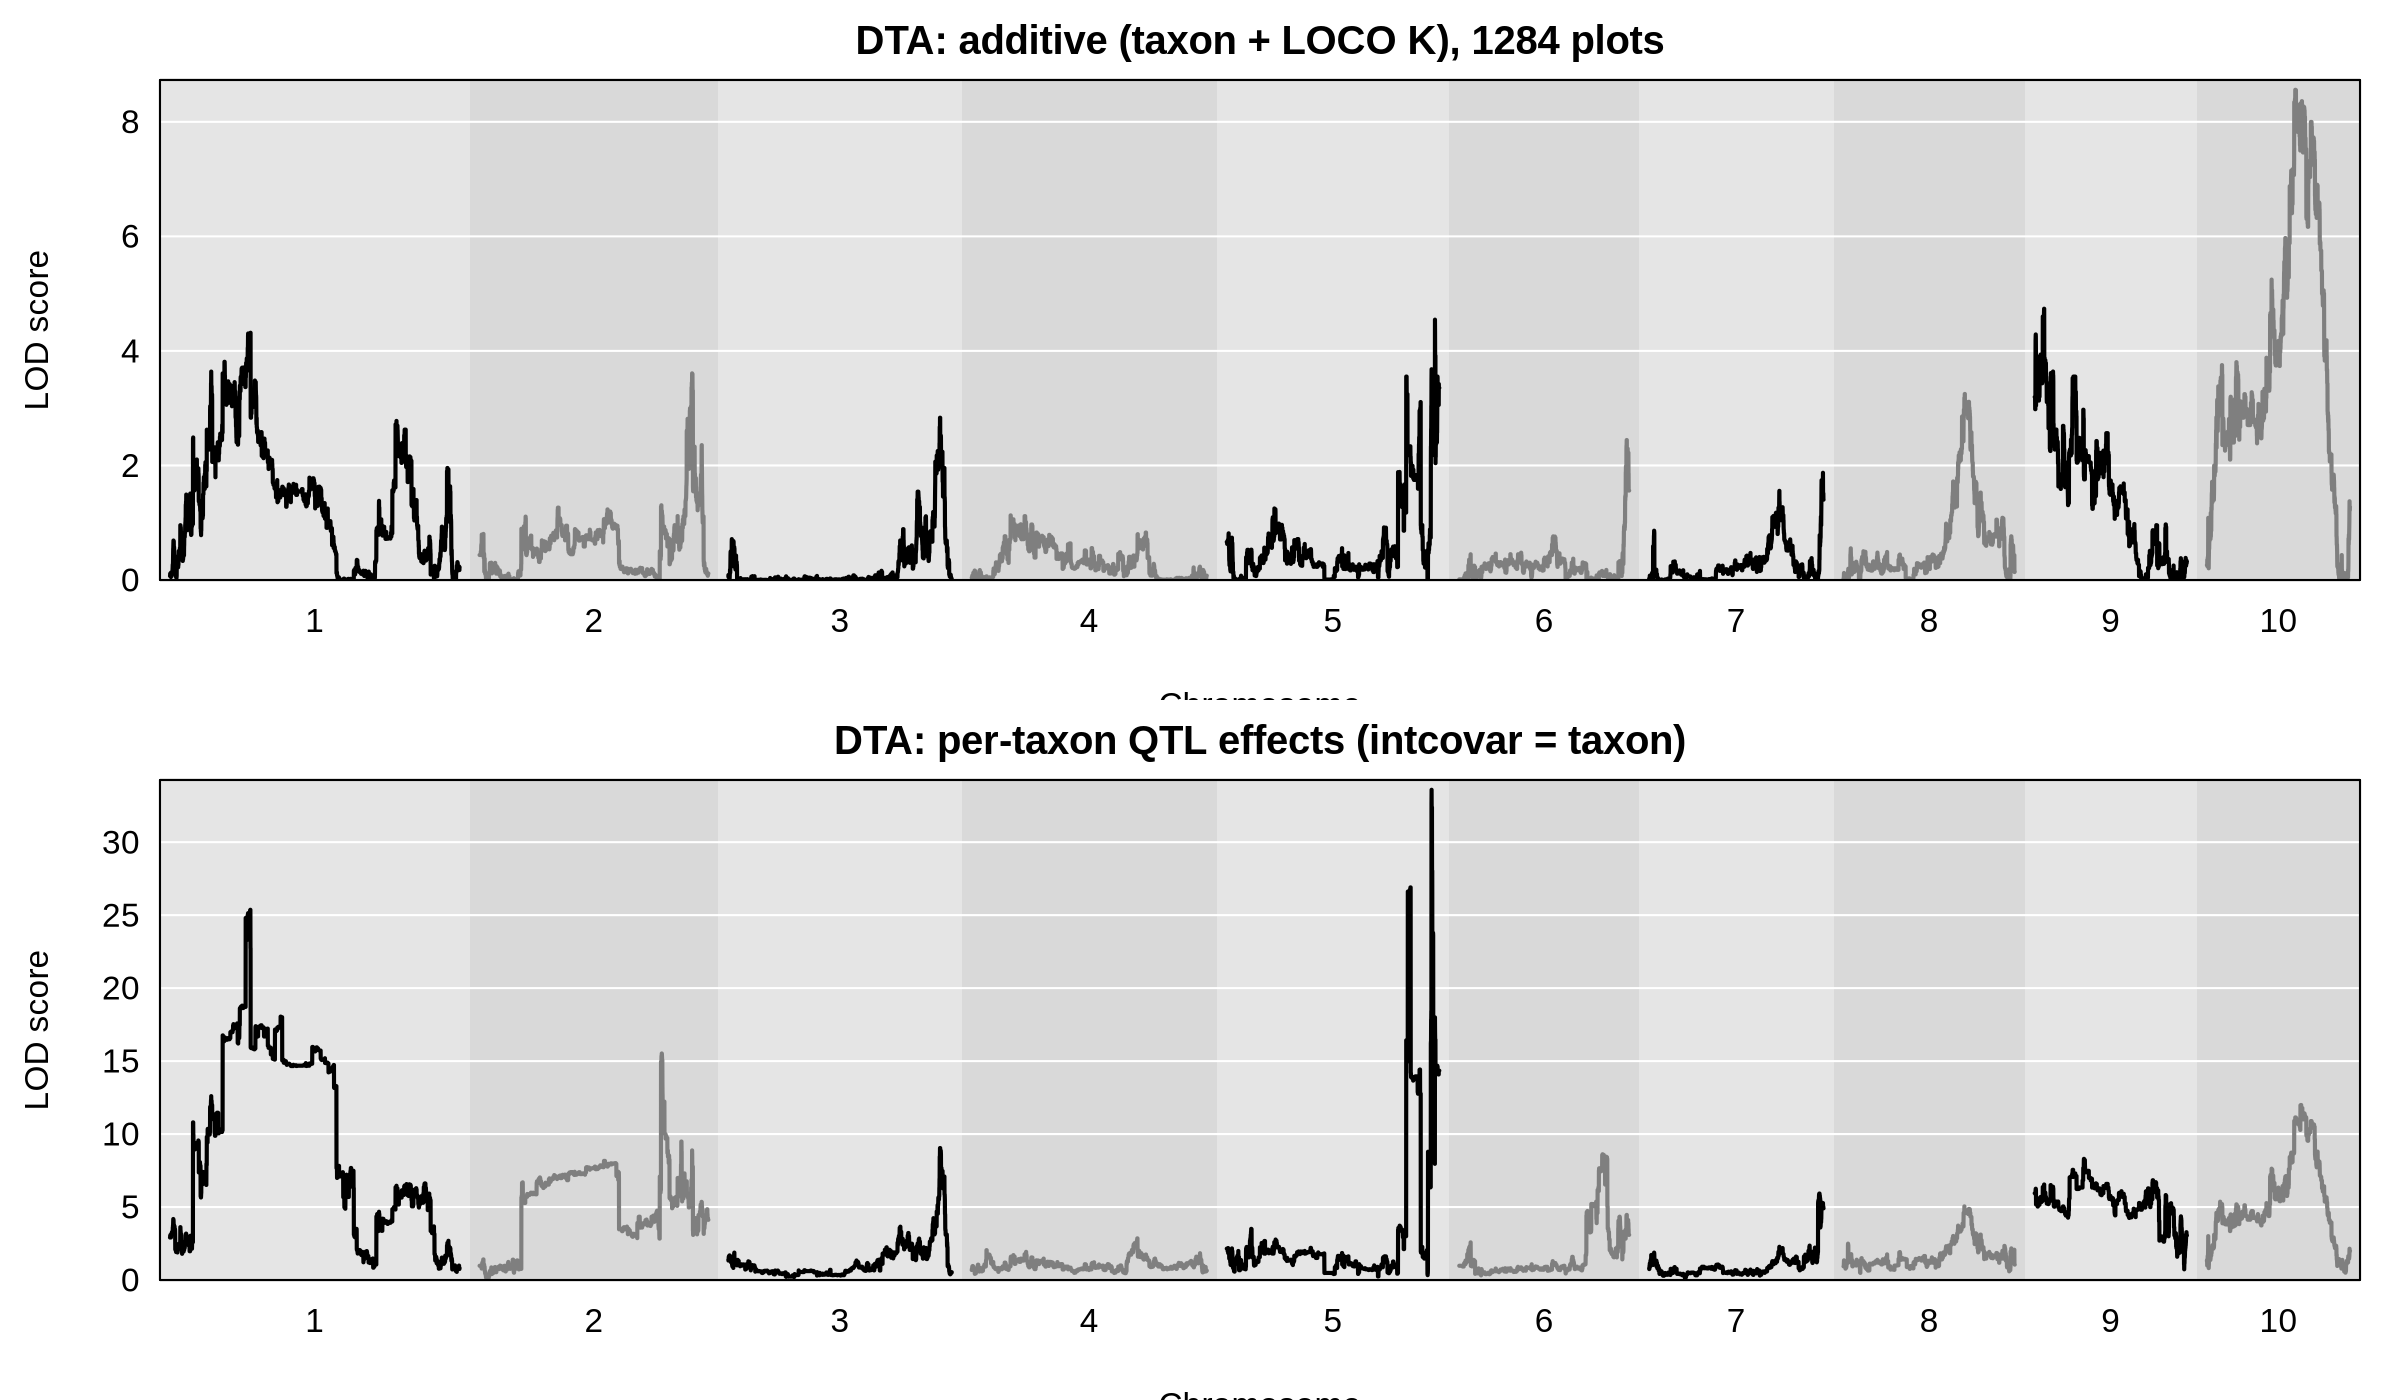 DTA: additive (taxon + LOCO K), 1284 plots
LOD score
8
6
4
2
0
1 2 3 4 5 6 7 8 9 10
DTA: per-taxon QTL effects (intcovar = taxon)
LOD score
30
25
20
15
10
5
0
1 2 3 4 5 6 7 8 9 10